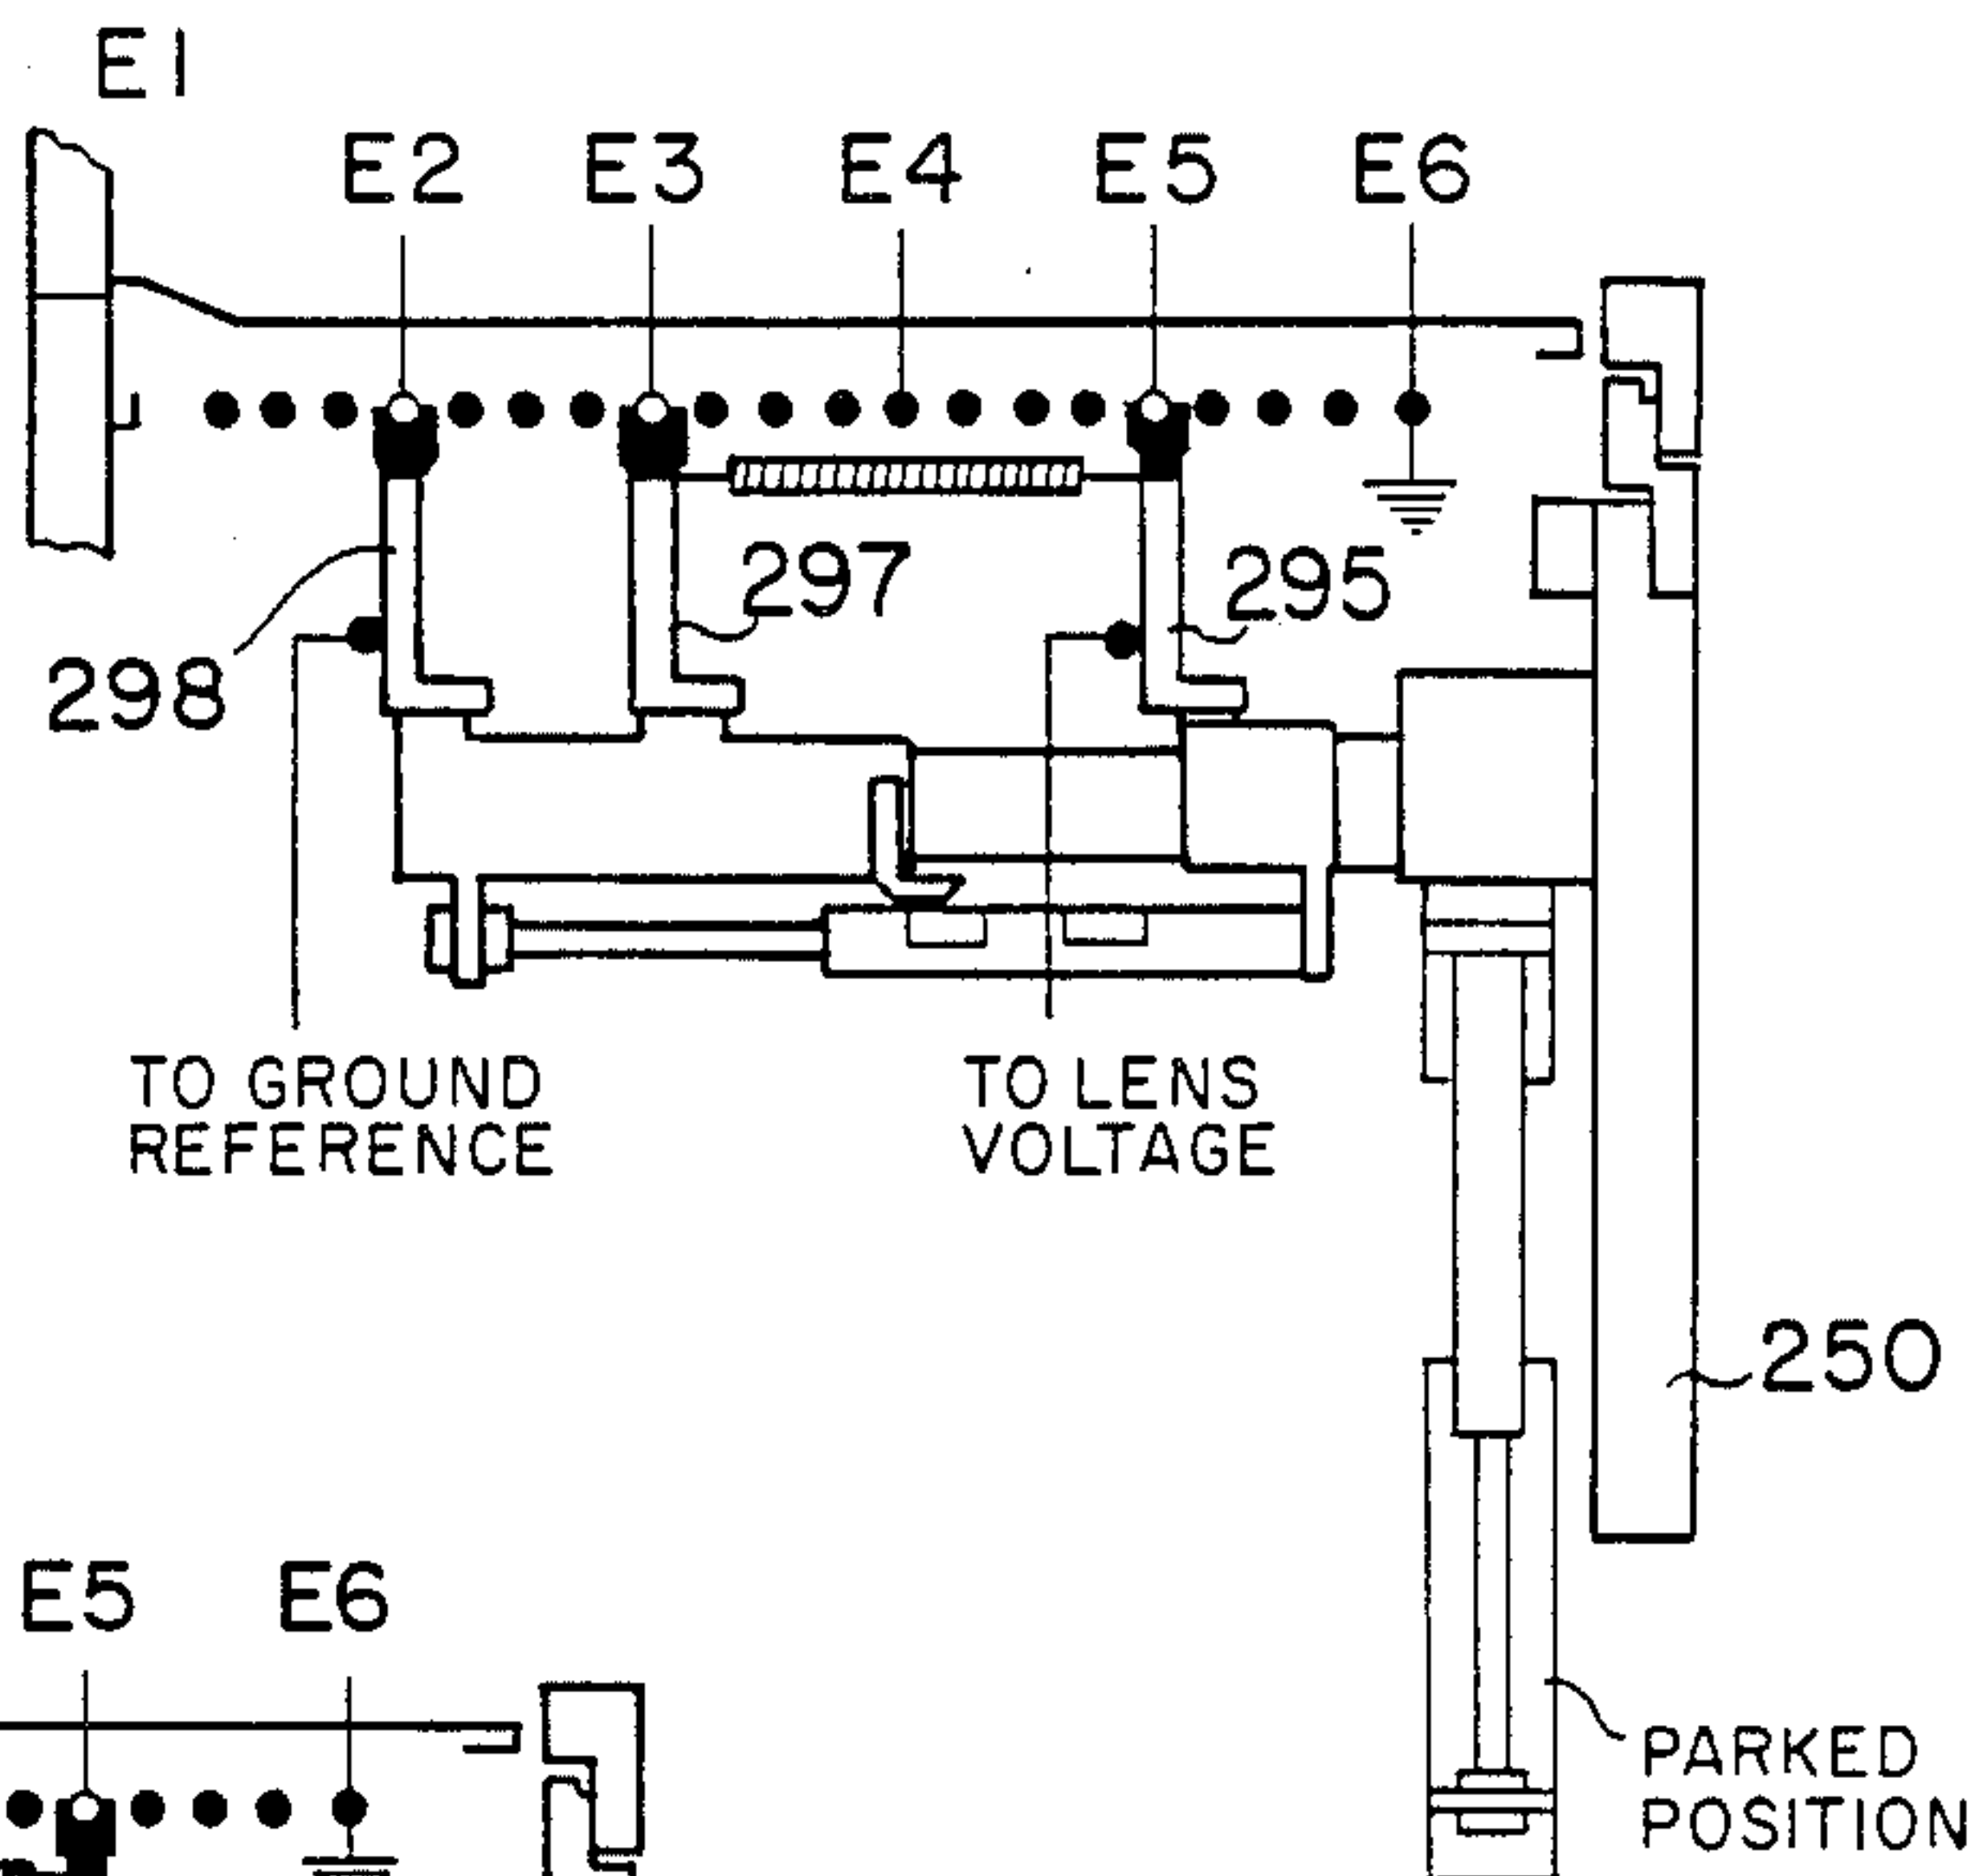 E1
E2 E3 E4 E5 E6
297 295
298
TO GROUND
REFERENCE
TO LENS
VOLTAGE
250
E5 E6
PARKED
POSITION